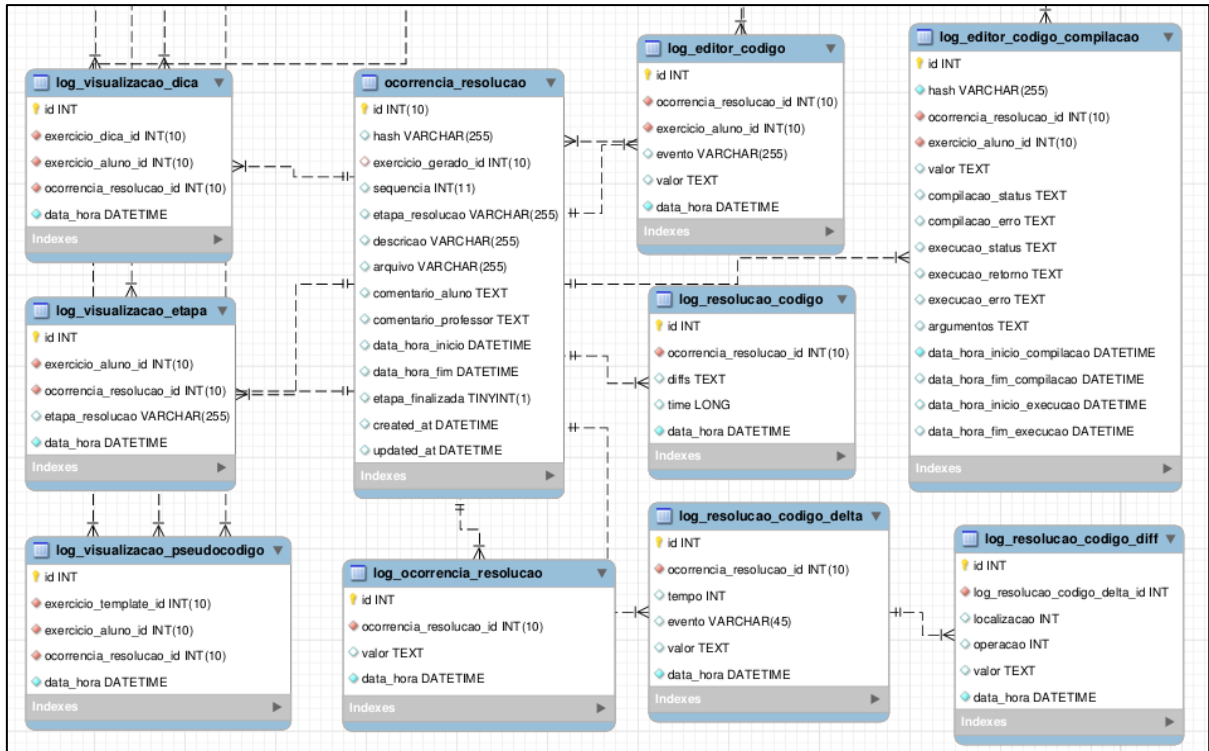 log_visualizacao_dica
id INT
exercicio_dica_id INT(10)
exercicio_aluno_id INT(10)
ocorrencia_resolucao_id INT(10)
data_hora DATETIME
Indexes
log_visualizacao_etapa
id INT
exercicio_aluno_id INT(10)
ocorrencia_resolucao_id INT(10)
etapa_resolucao VARCHAR(255)
data_hora DATETIME
Indexes
log_visualizacao_pseudocodigo
id INT
exercicio_template_id INT(10)
exercicio_aluno_id INT(10)
ocorrencia_resolucao_id INT(10)
data_hora DATETIME
Indexes
ocorrencia_resolucao
id INT(10)
hash VARCHAR(255)
exercicio_gerado_id INT(10)
sequencia INT(11)
etapa_resolucao VARCHAR(255)
descricao VARCHAR(255)
arquivo VARCHAR(255)
comentario_aluno TEXT
comentario_professor TEXT
data_hora_inicio DATETIME
data_hora_fim DATETIME
etapa_finalizada TINYINT(1)
created_at DATETIME
updated_at DATETIME
Indexes
log_ocorrencia_resolucao
id INT
ocorrencia_resolucao_id INT(10)
valor TEXT
data_hora DATETIME
Indexes
log_editor_codigo
id INT
ocorrencia_resolucao_id INT(10)
exercicio_aluno_id INT(10)
evento VARCHAR(255)
valor TEXT
data_hora DATETIME
Indexes
log_resolucao_codigo
id INT
ocorrencia_resolucao_id INT(10)
diffs TEXT
time LONG
data_hora DATETIME
Indexes
log_resolucao_codigo_delta
id INT
ocorrencia_resolucao_id INT(10)
tempo INT
evento VARCHAR(45)
valor TEXT
data_hora DATETIME
Indexes
log_editor_codigo_compilacao
id INT
hash VARCHAR(255)
ocorrencia_resolucao_id INT(10)
exercicio_aluno_id INT(10)
valor TEXT
compilacao_status TEXT
compilacao_erro TEXT
execucao_status TEXT
execucao_retorno TEXT
execucao_erro TEXT
argumentos TEXT
data_hora_inicio_compilacao DATETIME
data_hora_fim_compilacao DATETIME
data_hora_inicio_execucao DATETIME
data_hora_fim_execucao DATETIME
Indexes
log_resolucao_codigo_diff
id INT
log_resolucao_codigo_delta_id INT
localizacao INT
operacao INT
valor TEXT
data_hora DATETIME
Indexes